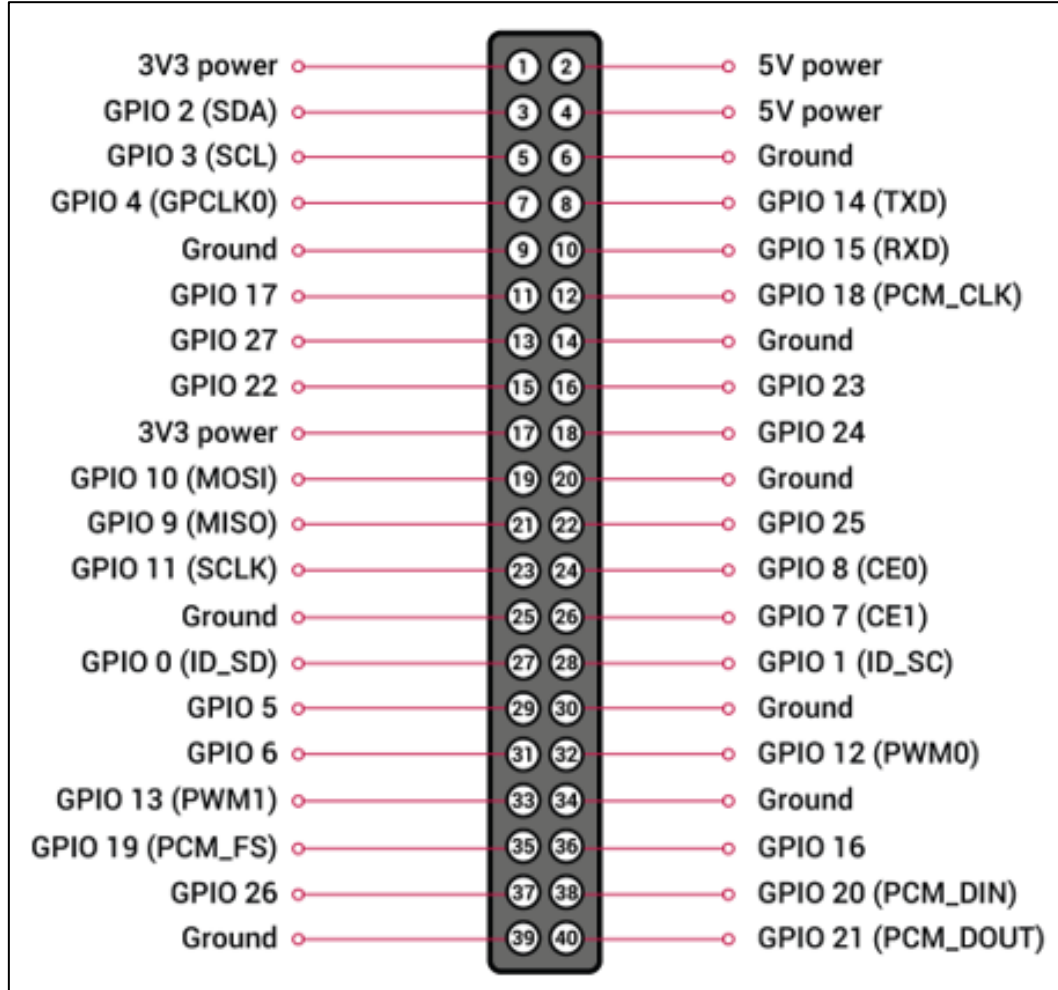 3V3 power 1 2 5V power
GPIO 2 (SDA) 3 4 5V power
GPIO 3 (SCL) 5 6 Ground
GPIO 4 (GPCLK0) 7 8 GPIO 14 (TXD)
Ground 9 10 GPIO 15 (RXD)
GPIO 17 11 12 GPIO 18 (PCM_CLK)
GPIO 27 13 14 Ground
GPIO 22 15 16 GPIO 23
3V3 power 17 18 GPIO 24
GPIO 10 (MOSI) 19 20 Ground
GPIO 9 (MISO) 21 22 GPIO 25
GPIO 11 (SCLK) 23 24 GPIO 8 (CE0)
Ground 25 26 GPIO 7 (CE1)
GPIO 0 (ID_SD) 27 28 GPIO 1 (ID_SC)
GPIO 5 29 30 Ground
GPIO 6 31 32 GPIO 12 (PWM0)
GPIO 13 (PWM1) 33 34 Ground
GPIO 19 (PCM_FS) 35 36 GPIO 16
GPIO 26 37 38 GPIO 20 (PCM_DIN)
Ground 39 40 GPIO 21 (PCM_DOUT)